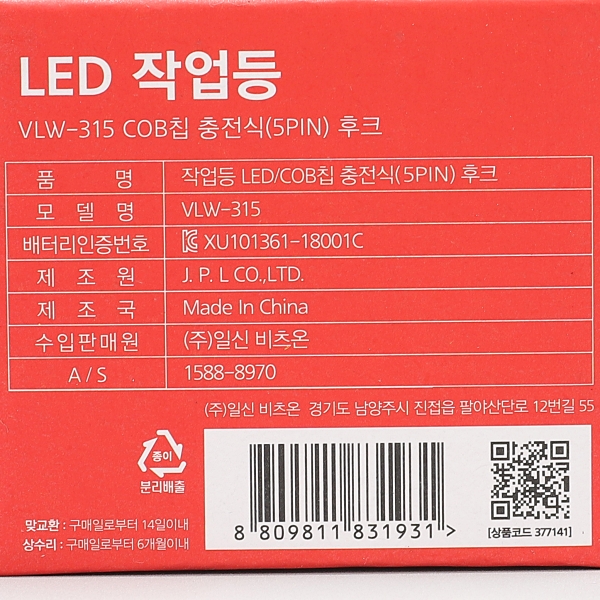 LED 작업등
VLW-315 COB칩 충전식(5PIN) 후크
품 명 작업등 LED/COB칩 충전식(5PIN) 후크
모 델 명 VLW-315
배터리인증번호 XU101361-18001C
제 조 원 J. P. L CO.,LTD.
제 조 국 Made In China
수입판매원 (주)일신 비츠온
A/S 1588-8970
(주)일신 비츠온 경기도 남양주시 진접읍 팔야산단로 12번길 55
종이
분리배출
맞교환 : 구매일로부터 14일이내
상수리 : 구매일로부터 6개월이내
8 809811 831931 >
[상품코드 377141]